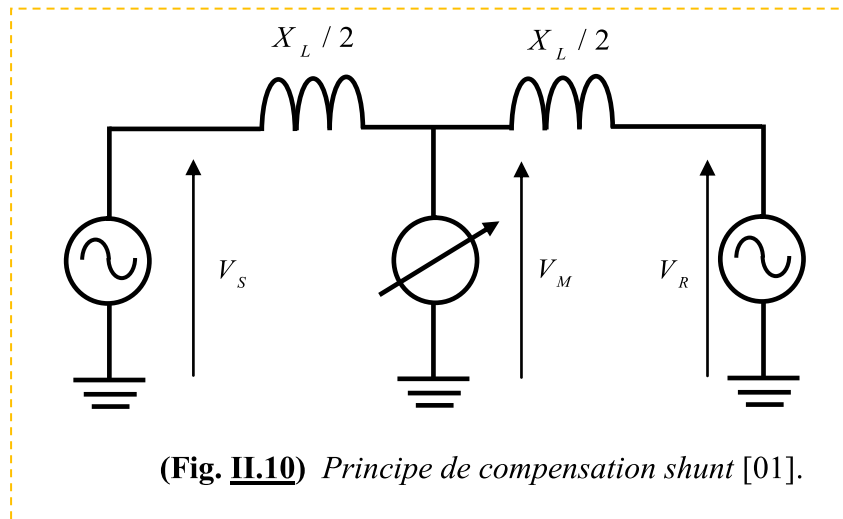 X_L / 2
X_L / 2
V_S
V_M
V_R
(Fig. II.10) Principe de compensation shunt [01].